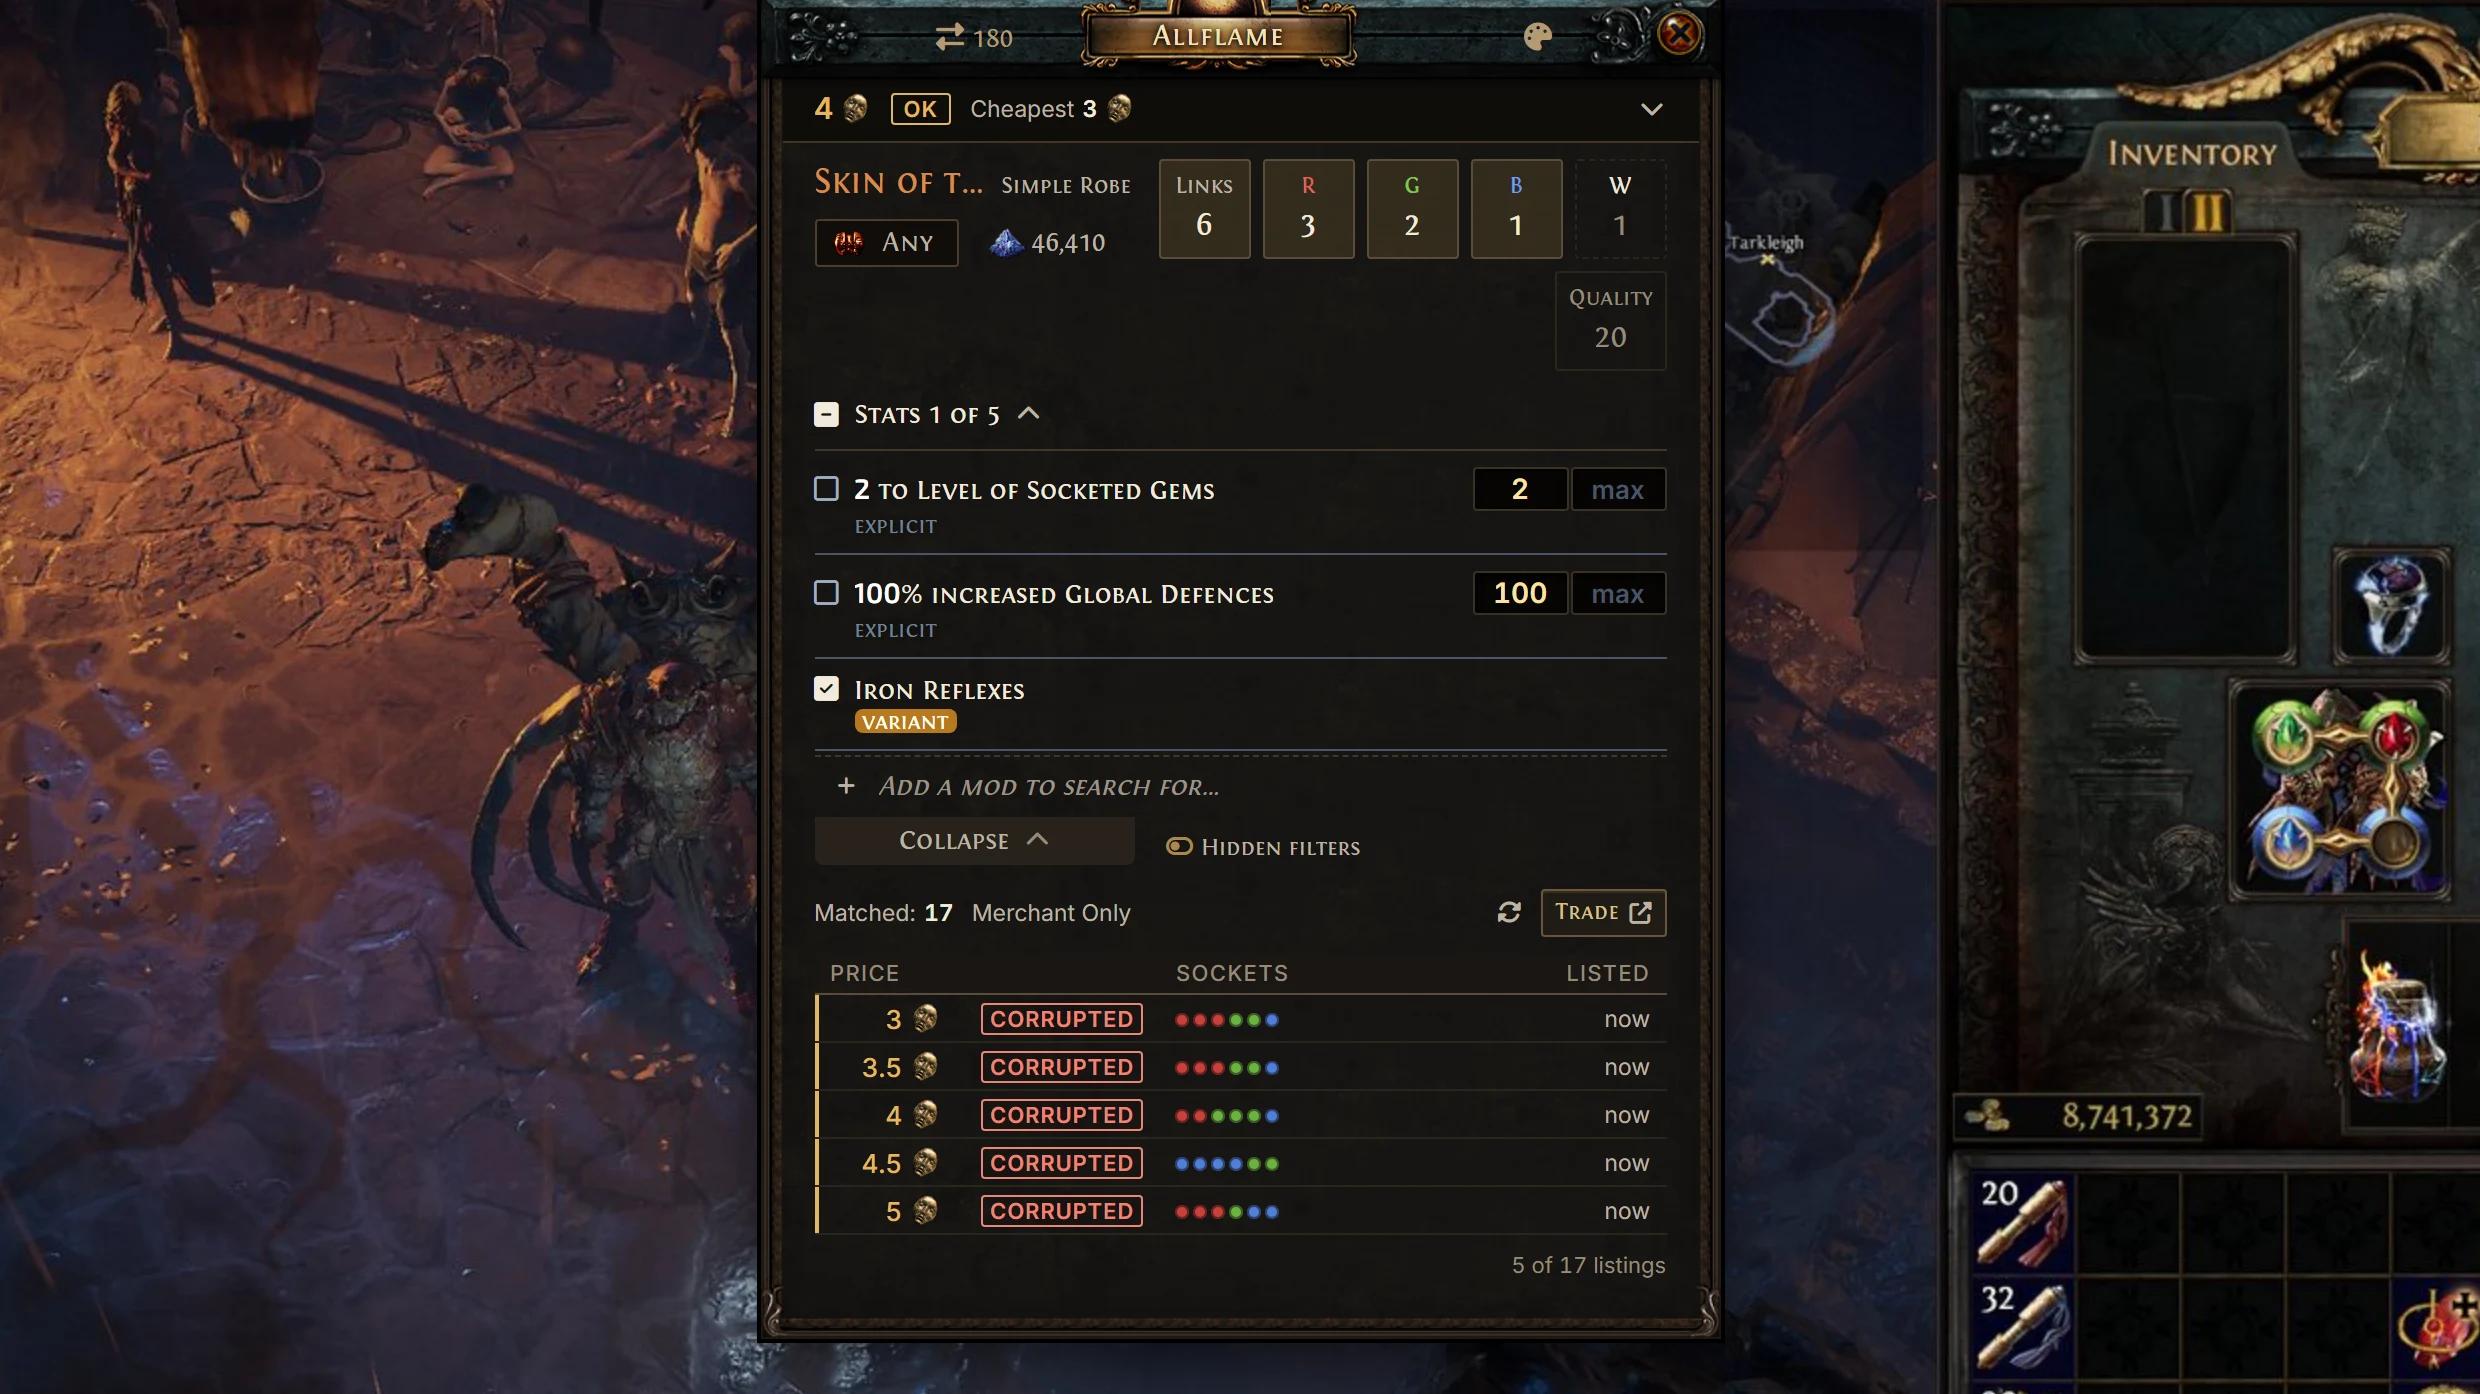 180
ALLFLAME
4 OK Cheapest 3
SKIN OF T... SIMPLE ROBE
ANY 46,410
LINKS 6
R 3
G 2
B 1
W 1
QUALITY 20
STATS 1 OF 5
2 TO LEVEL OF SOCKETED GEMS 2 max
EXPLICIT
100% INCREASED GLOBAL DEFENCES 100 max
EXPLICIT
IRON REFLEXES
VARIANT
+ ADD A MOD TO SEARCH FOR...
COLLAPSE HIDDEN FILTERS
Matched: 17 Merchant Only TRADE
PRICE SOCKETS LISTED
3 CORRUPTED now
3.5 CORRUPTED now
4 CORRUPTED now
4.5 CORRUPTED now
5 CORRUPTED now
5 of 17 listings
Tarkleigh
INVENTORY
I II
8,741,372
20
32